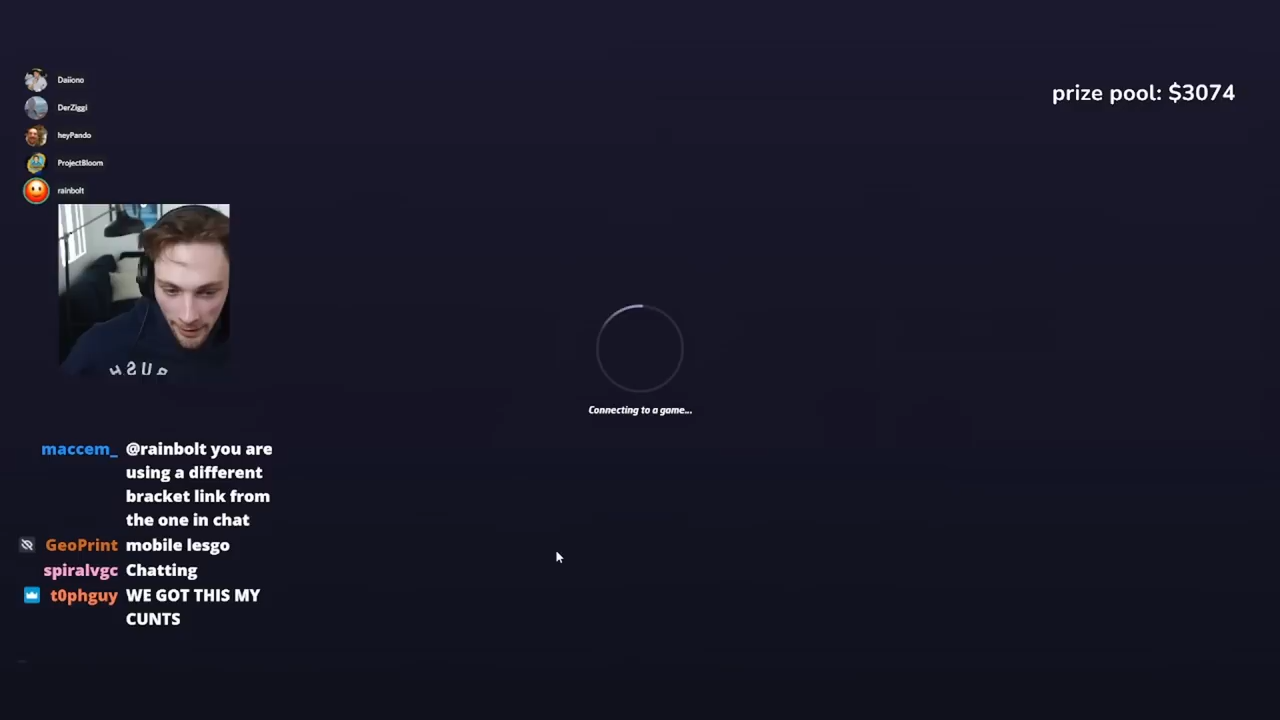 Daiiono
DerZiggi
heyPando
ProjectBloom
rainbolt
prize pool: $3074
Connecting to a game...
maccem_ @rainbolt you are
using a different
bracket link from
the one in chat
GeoPrint mobile lesgo
spiralvgc Chatting
t0phguy WE GOT THIS MY
CUNTS